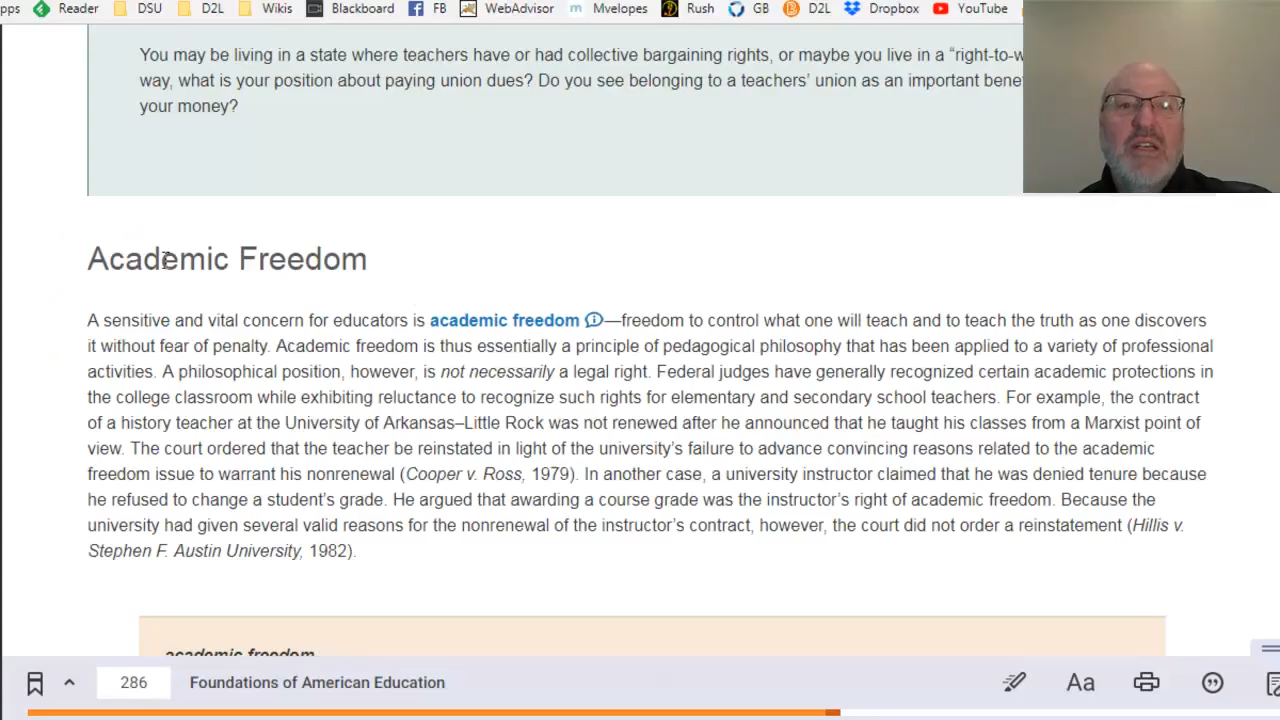 pps Reader DSU D2L Wikis Blackboard FB WebAdvisor Mvelopes Rush GB D2L Dropbox YouTube
You may be living in a state where teachers have or had collective bargaining rights, or maybe you live in a “right-to-w
way, what is your position about paying union dues? Do you see belonging to a teachers’ union as an important bene
your money?
Academic Freedom
A sensitive and vital concern for educators is academic freedom —freedom to control what one will teach and to teach the truth as one discovers
it without fear of penalty. Academic freedom is thus essentially a principle of pedagogical philosophy that has been applied to a variety of professional
activities. A philosophical position, however, is not necessarily a legal right. Federal judges have generally recognized certain academic protections in
the college classroom while exhibiting reluctance to recognize such rights for elementary and secondary school teachers. For example, the contract
of a history teacher at the University of Arkansas–Little Rock was not renewed after he announced that he taught his classes from a Marxist point of
view. The court ordered that the teacher be reinstated in light of the university’s failure to advance convincing reasons related to the academic
freedom issue to warrant his nonrenewal (Cooper v. Ross, 1979). In another case, a university instructor claimed that he was denied tenure because
he refused to change a student’s grade. He argued that awarding a course grade was the instructor’s right of academic freedom. Because the
university had given several valid reasons for the nonrenewal of the instructor’s contract, however, the court did not order a reinstatement (Hillis v.
Stephen F. Austin University, 1982).
academic freedom
286 Foundations of American Education Aa